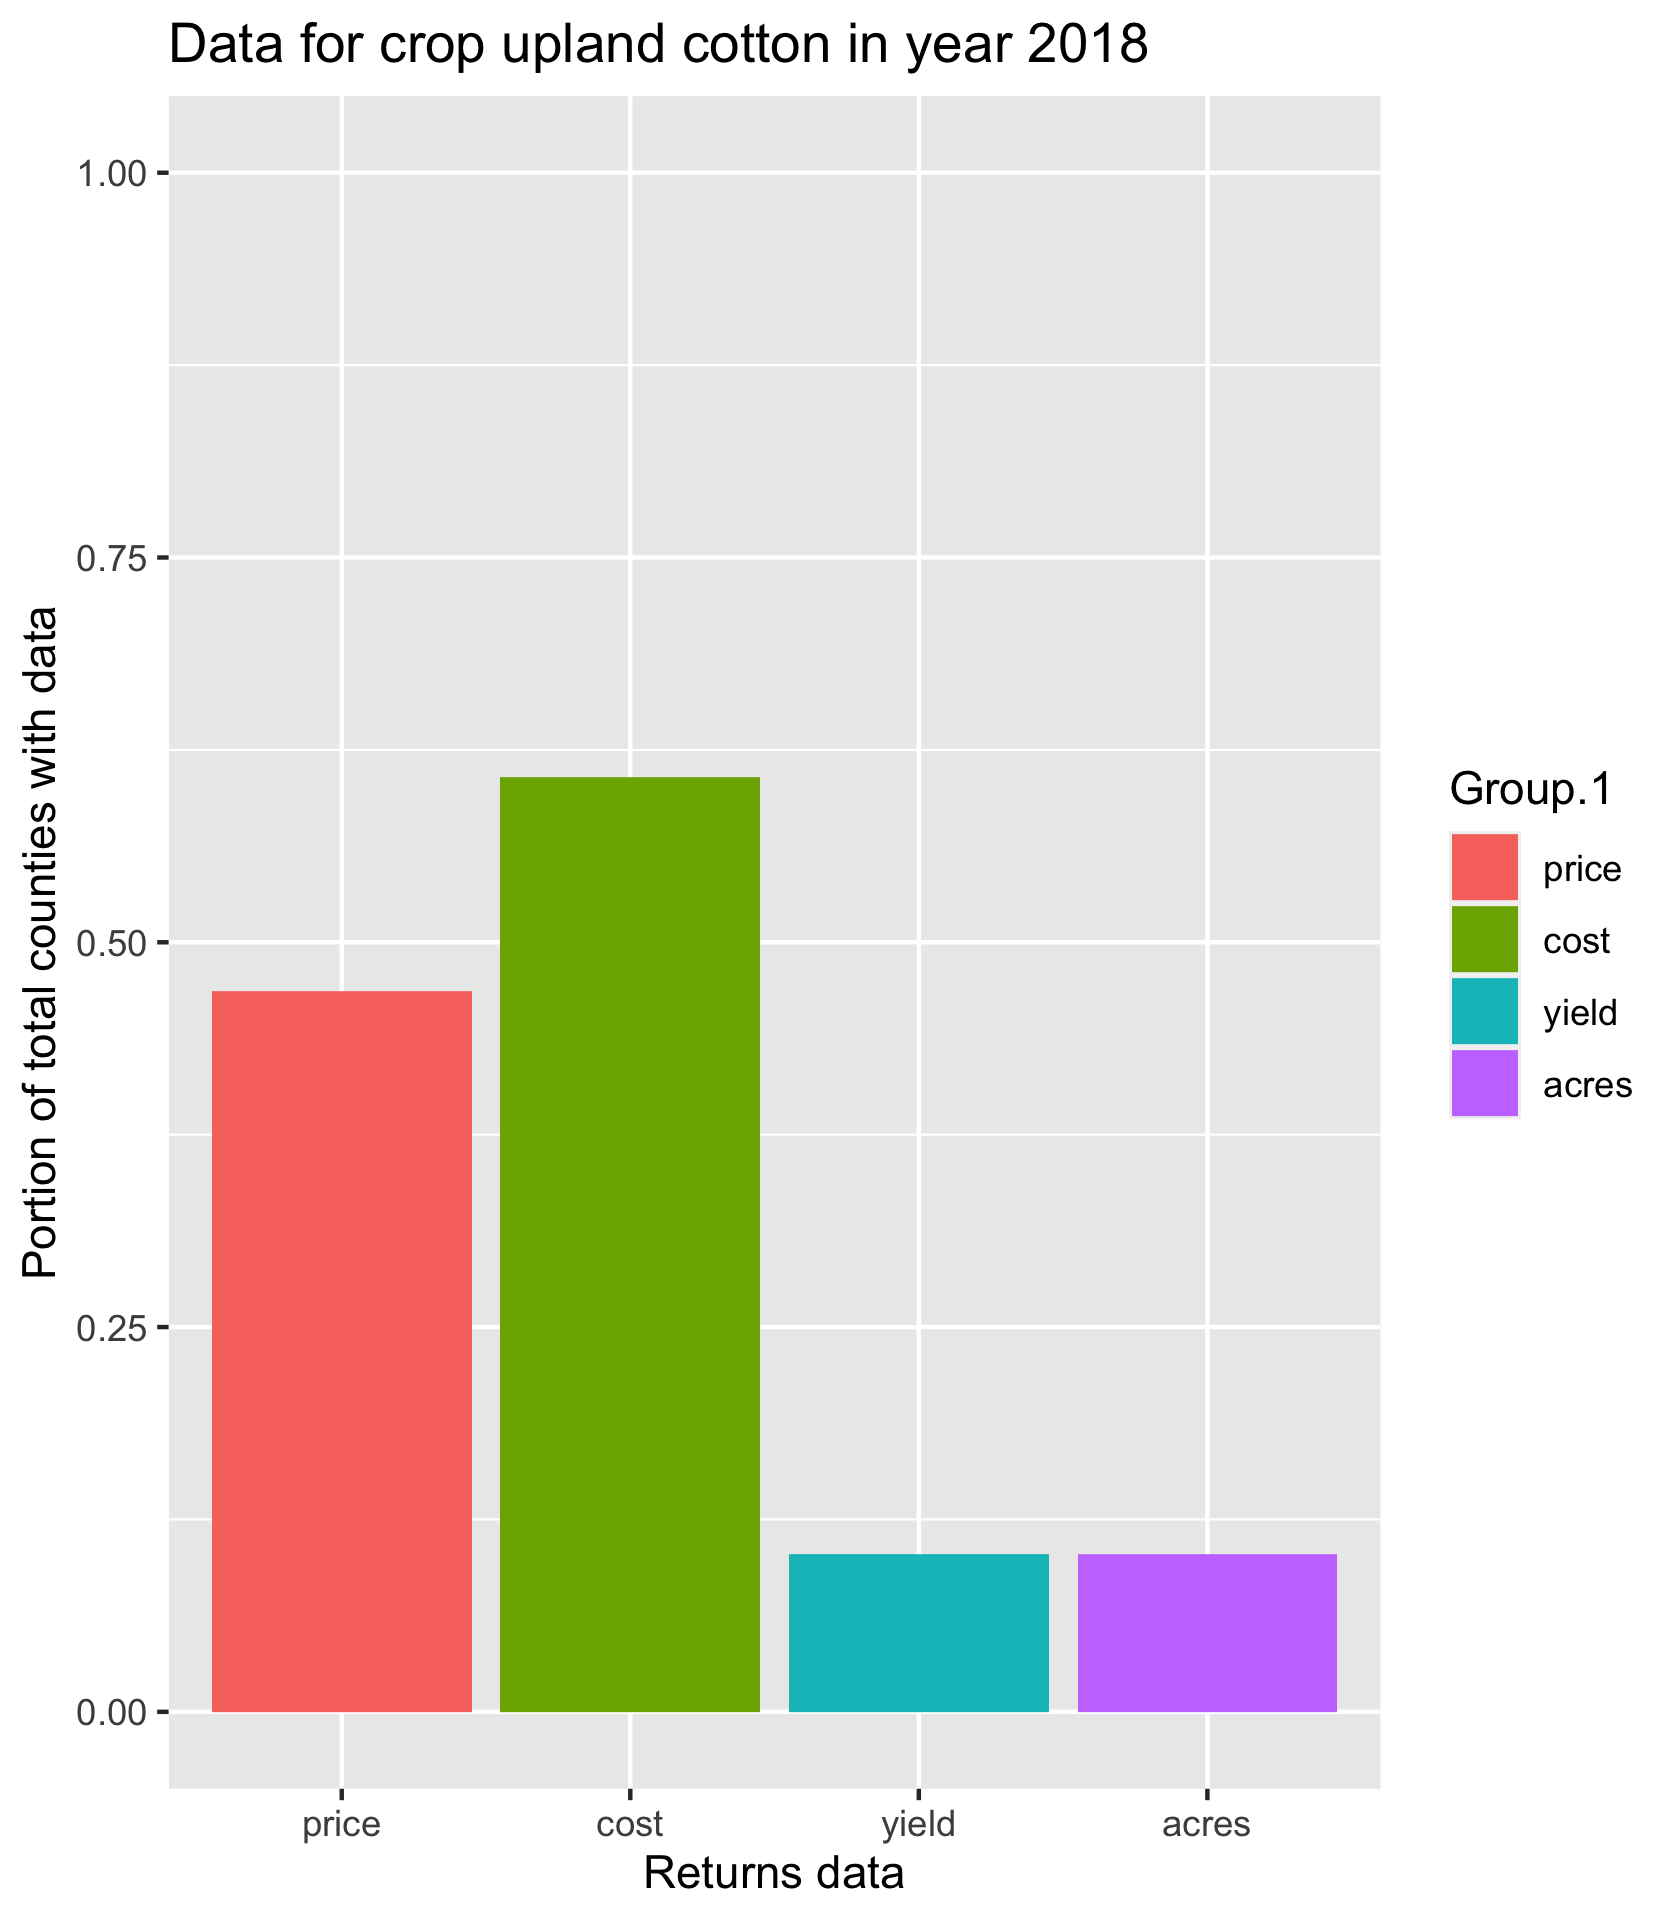 Data for crop upland cotton in year 2018
Portion of total counties with data
1.00
0.75
0.50
0.25
0.00
price
cost
yield
acres
Returns data
Group.1
price
cost
yield
acres